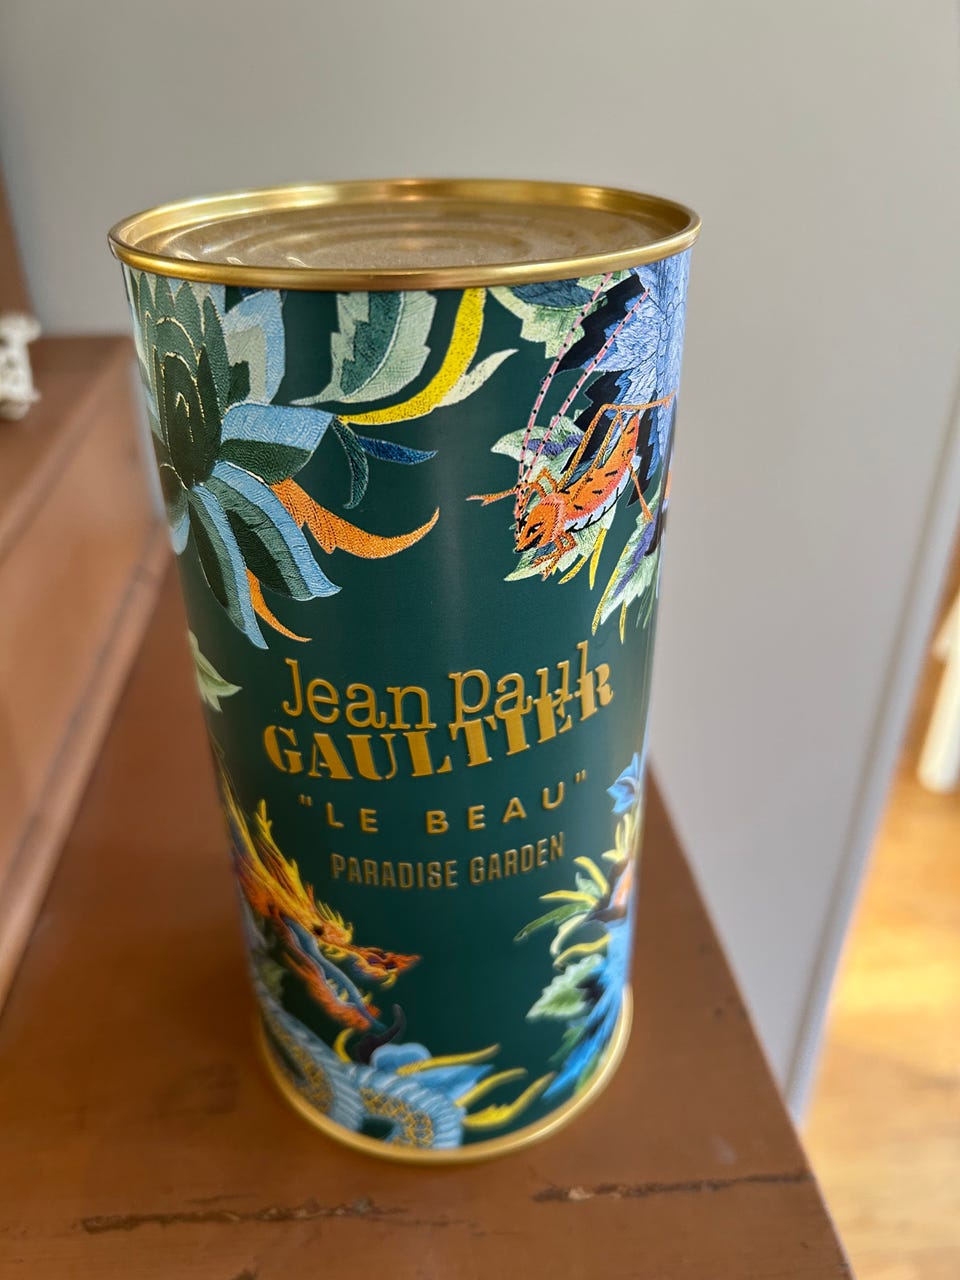 Jean Paul
GAULTIER
"LE BEAU"
PARADISE GARDEN